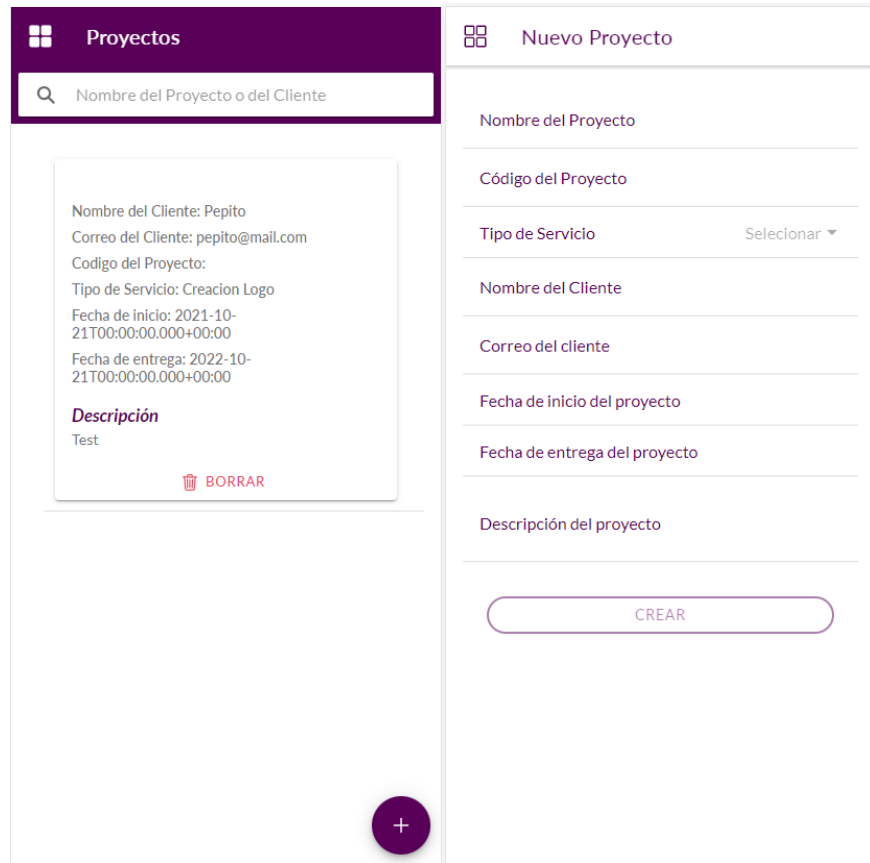 Proyectos
Nombre del Proyecto o del Cliente
Nombre del Cliente: Pepito
Correo del Cliente: pepito@mail.com
Codigo del Proyecto:
Tipo de Servicio: Creacion Logo
Fecha de inicio: 2021-10-
21T00:00:00.000+00:00
Fecha de entrega: 2022-10-
21T00:00:00.000+00:00
Descripción
Test
BORRAR
+
Nuevo Proyecto
Nombre del Proyecto
Código del Proyecto
Tipo de Servicio Selecionar
Nombre del Cliente
Correo del cliente
Fecha de inicio del proyecto
Fecha de entrega del proyecto
Descripción del proyecto
CREAR